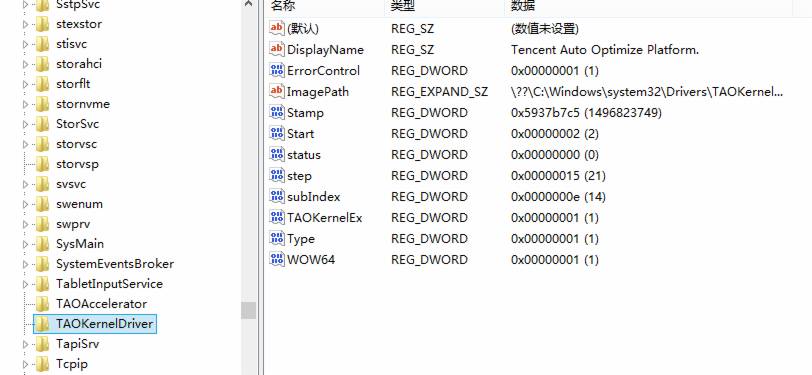 SstpSvc
stexstor
stisvc
storahci
storflt
stornvme
StorSvc
storvsc
storvsp
svsvc
swenum
swprv
SysMain
SystemEventsBroker
TabletInputService
TAOAccelerator
TAOKernelDriver
TapiSrv
Tcpip
名称 类型 数据
(默认) REG_SZ (数值未设置)
DisplayName REG_SZ Tencent Auto Optimize Platform.
ErrorControl REG_DWORD 0x00000001 (1)
ImagePath REG_EXPAND_SZ \??\C:\Windows\system32\Drivers\TAOKernel...
Stamp REG_DWORD 0x5937b7c5 (1496823749)
Start REG_DWORD 0x00000002 (2)
status REG_DWORD 0x00000000 (0)
step REG_DWORD 0x00000015 (21)
subIndex REG_DWORD 0x0000000e (14)
TAOKernelEx REG_DWORD 0x00000001 (1)
Type REG_DWORD 0x00000001 (1)
WOW64 REG_DWORD 0x00000001 (1)